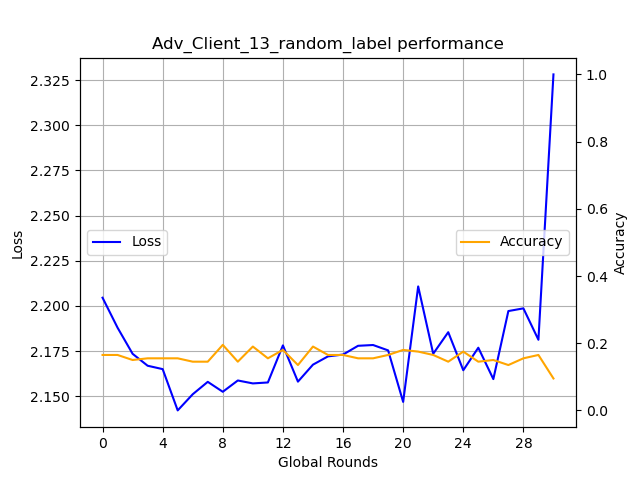 Adv_Client_13_random_label performance
2.325
2.300
2.275
2.250
2.225
2.200
2.175
2.150
Loss
Loss
Accuracy
1.0
0.8
0.6
0.4
0.2
0.0
Accuracy
0 4 8 12 16 20 24 28
Global Rounds